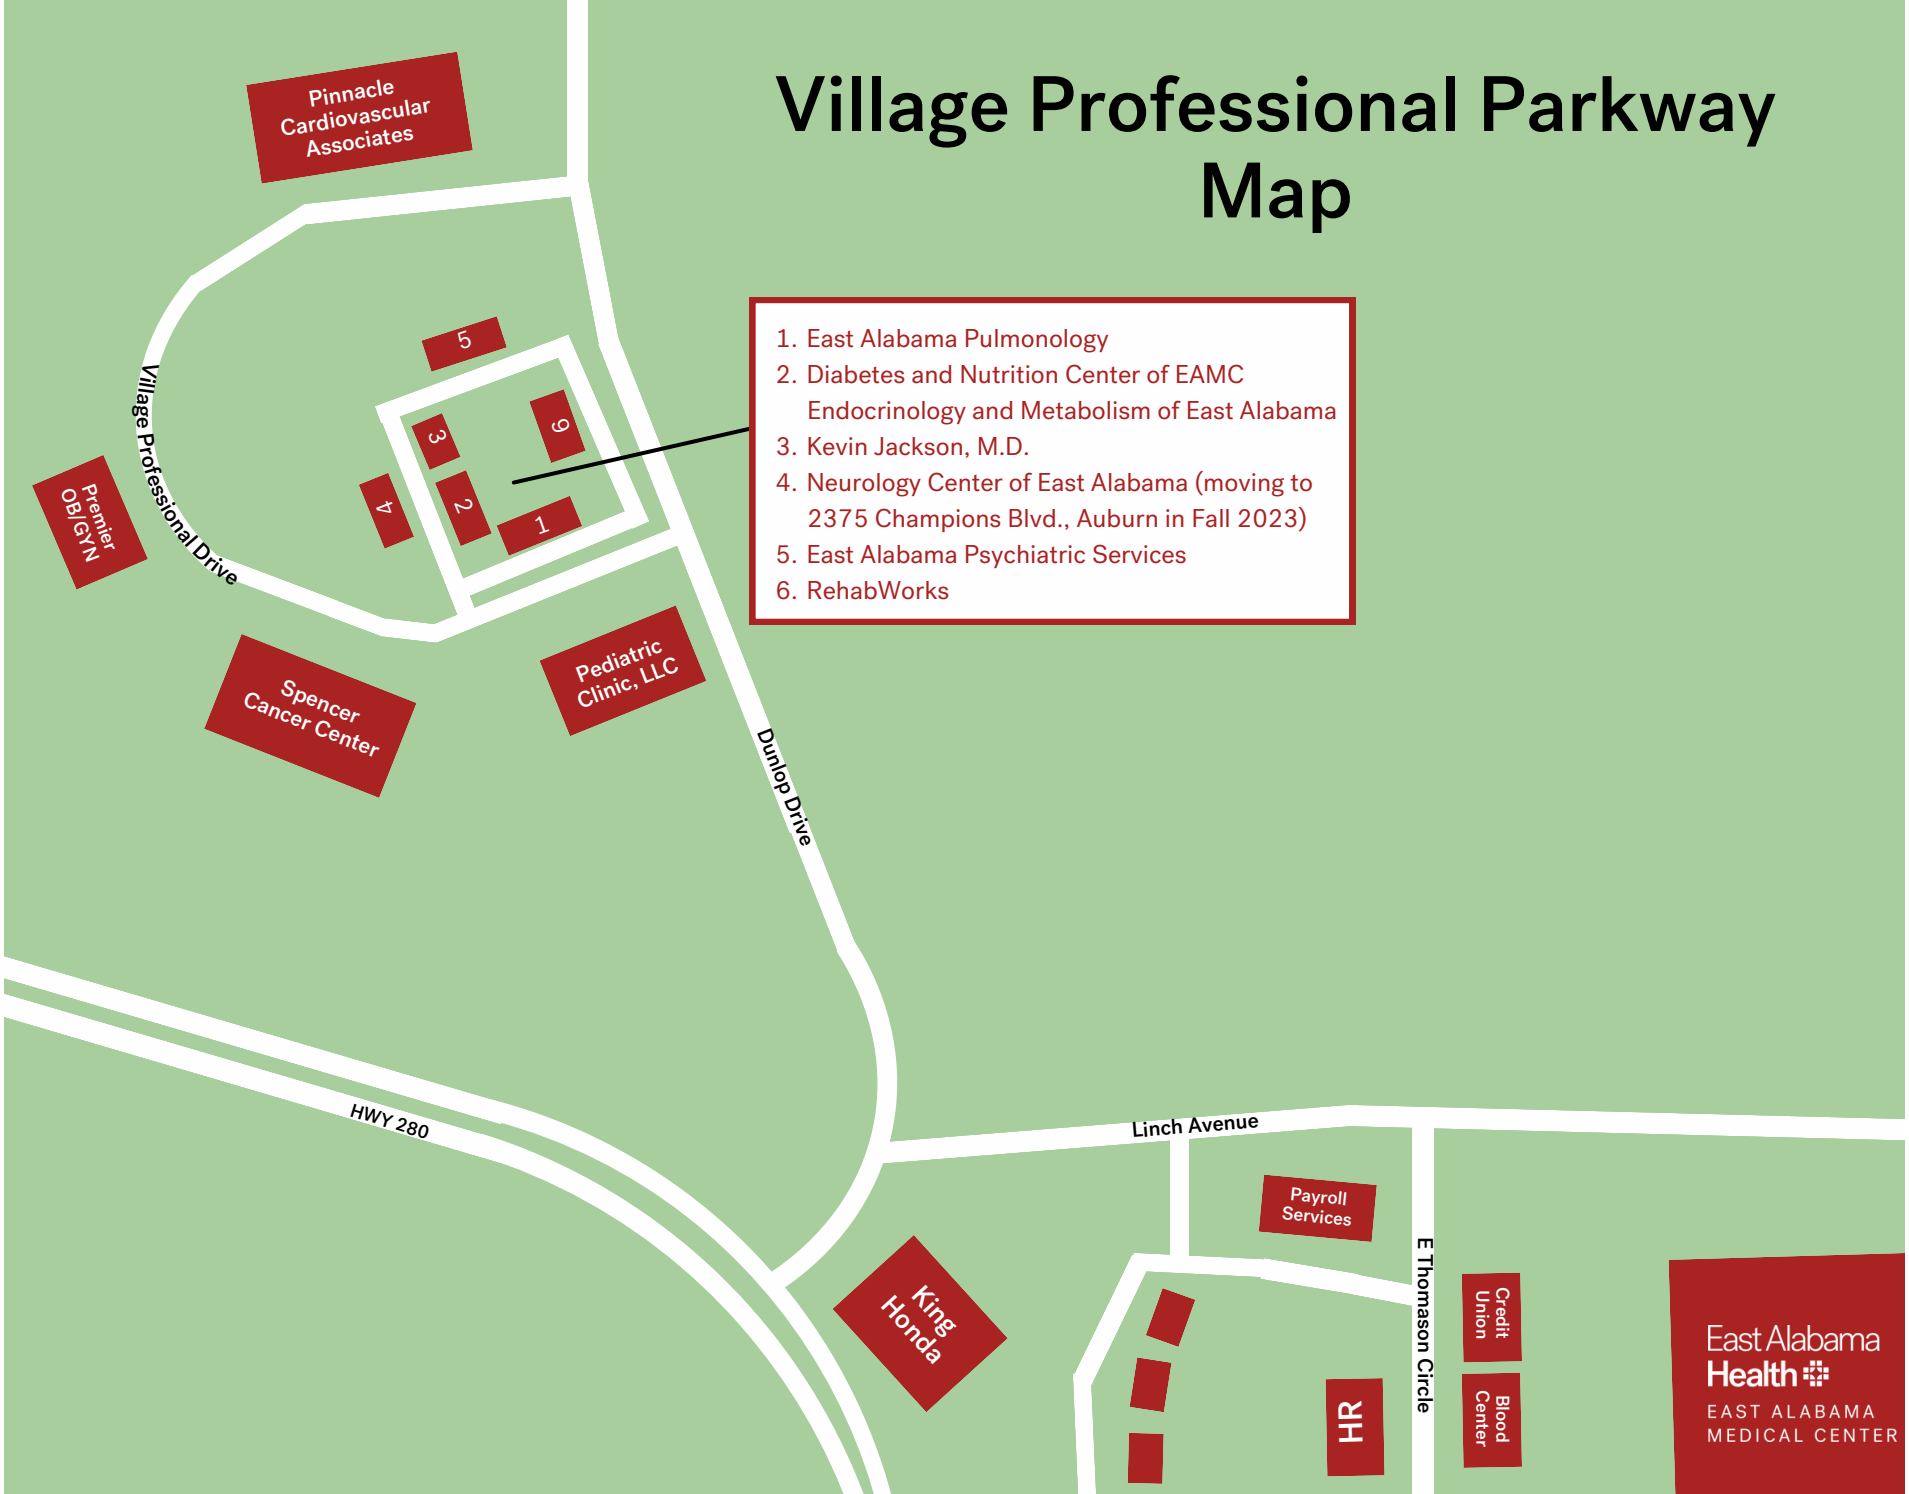 Village Professional Parkway
Map
Pinnacle
Cardiovascular
Associates
1. East Alabama Pulmonology
2. Diabetes and Nutrition Center of EAMC
Endocrinology and Metabolism of East Alabama
3. Kevin Jackson, M.D.
4. Neurology Center of East Alabama (moving to
2375 Champions Blvd., Auburn in Fall 2023)
5. East Alabama Psychiatric Services
6. RehabWorks
5
3
6
4
2
1
Village Professional Drive
Premier
OB/GYN
Spencer
Cancer Center
Pediatric
Clinic, LLC
Dunlop Drive
HWY 280
Linch Avenue
Payroll
Services
E Thomason Circle
King
Honda
Credit
Union
HR
Blood
Center
East Alabama
Health
EAST ALABAMA
MEDICAL CENTER